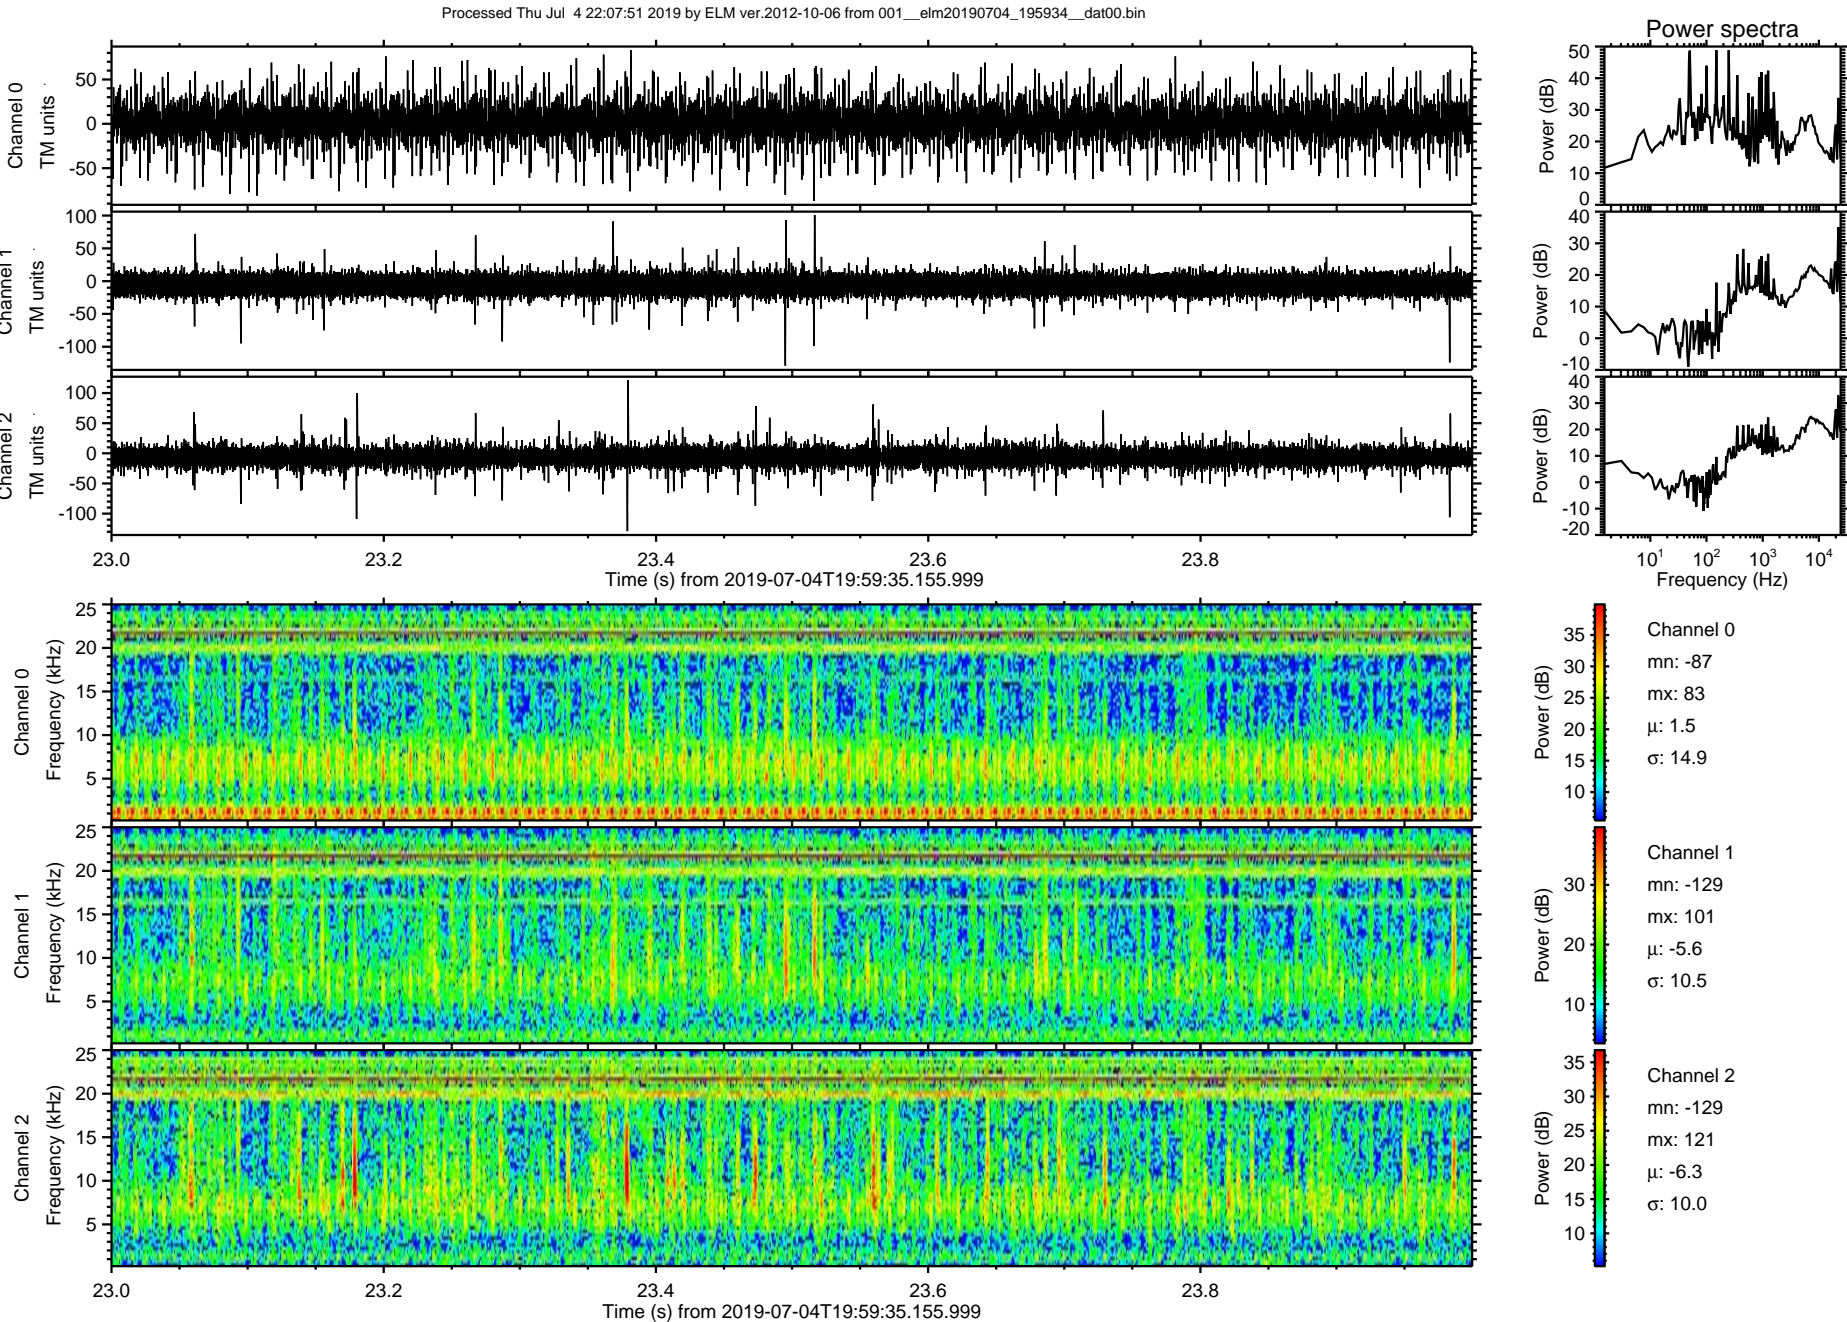 Processed Thu Jul  4 22:07:51 2019 by ELM ver.2012-10-06 from 001__elm20190704_195934__dat00.bin
Power spectra
Channel 0
TM units
50
0
-50
Power (dB)
50
40
30
20
10
0
Channel 1
TM units
100
50
0
-50
-100
Power (dB)
40
30
20
10
0
-10
Channel 2
TM units
100
50
0
-50
-100
Power (dB)
40
30
20
10
0
-10
-20
23.0 23.2 23.4 23.6 23.8
Time (s) from 2019-07-04T19:59:35.155.999
10¹ 10² 10³ 10⁴
Frequency (Hz)
Channel 0
Frequency (kHz)
25
20
15
10
5
Power (dB)
35
30
25
20
15
10
Channel 0
mn: -87
mx: 83
μ: 1.5
σ: 14.9
Channel 1
Frequency (kHz)
25
20
15
10
5
Power (dB)
30
20
10
Channel 1
mn: -129
mx: 101
μ: -5.6
σ: 10.5
Channel 2
Frequency (kHz)
25
20
15
10
5
Power (dB)
35
30
25
20
15
10
Channel 2
mn: -129
mx: 121
μ: -6.3
σ: 10.0
23.0 23.2 23.4 23.6 23.8
Time (s) from 2019-07-04T19:59:35.155.999